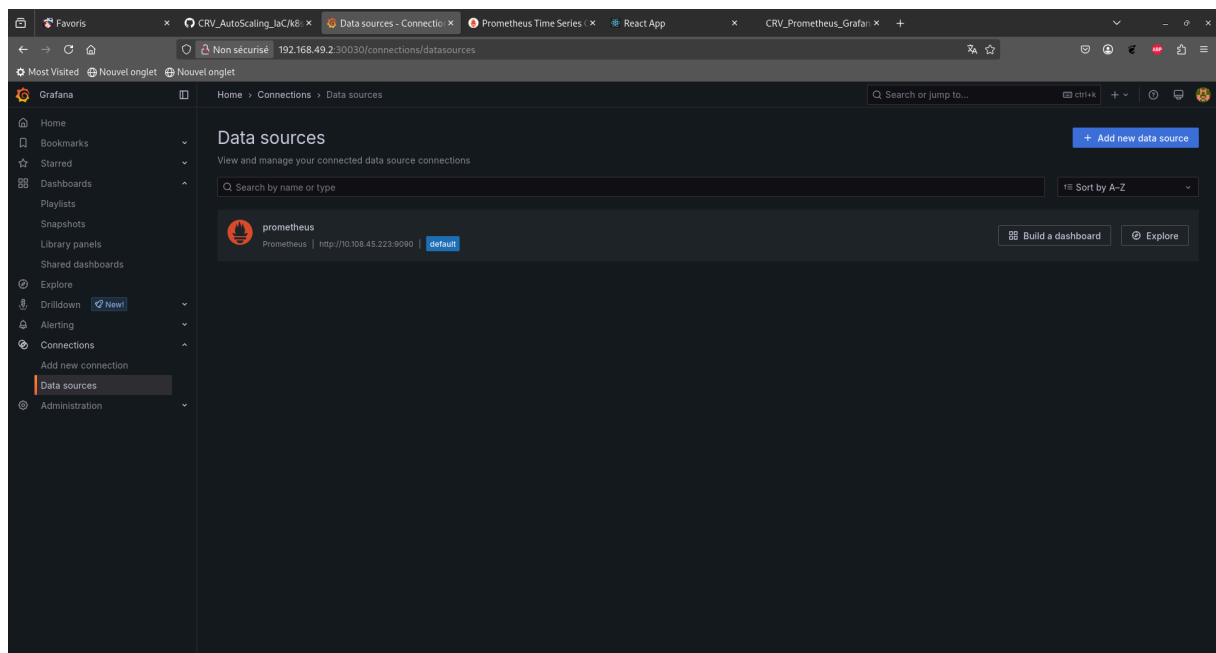 Favoris
CRV_AutoScaling_IaC/k8s
Data sources - Connectio
Prometheus Time Series C
React App
CRV_Prometheus_Grafan
Non sécurisé 192.168.49.2:30030/connections/datasources
Most Visited Nouvel onglet Nouvel onglet
Grafana
Home › Connections › Data sources
Search or jump to... ctrl+k
Home
Bookmarks
Starred
Dashboards
Playlists
Snapshots
Library panels
Shared dashboards
Explore
Drilldown New!
Alerting
Connections
Add new connection
Data sources
Administration
Data sources
+ Add new data source
View and manage your connected data source connections
Search by name or type
Sort by A–Z
prometheus
Prometheus | http://10.108.45.223:9090 | default
Build a dashboard
Explore